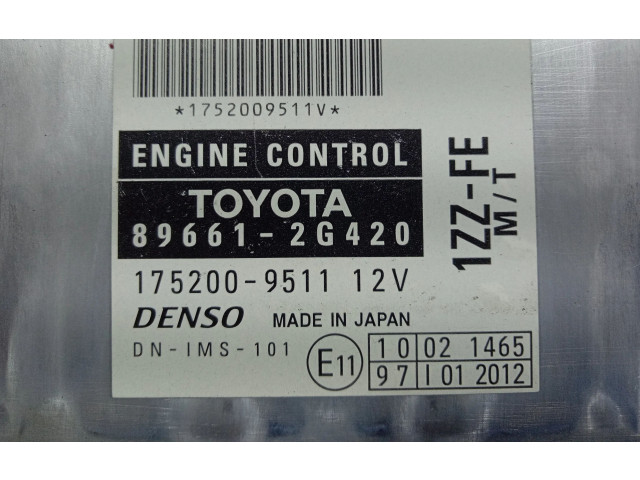 *1752009511V*
ENGINE CONTROL
TOYOTA
89661-2G420
175200-9511 12V
DENSO MADE IN JAPAN
DN-IMS-101
E11
10 02 1465
97 I 01 2012
1ZZ-FE
M/T